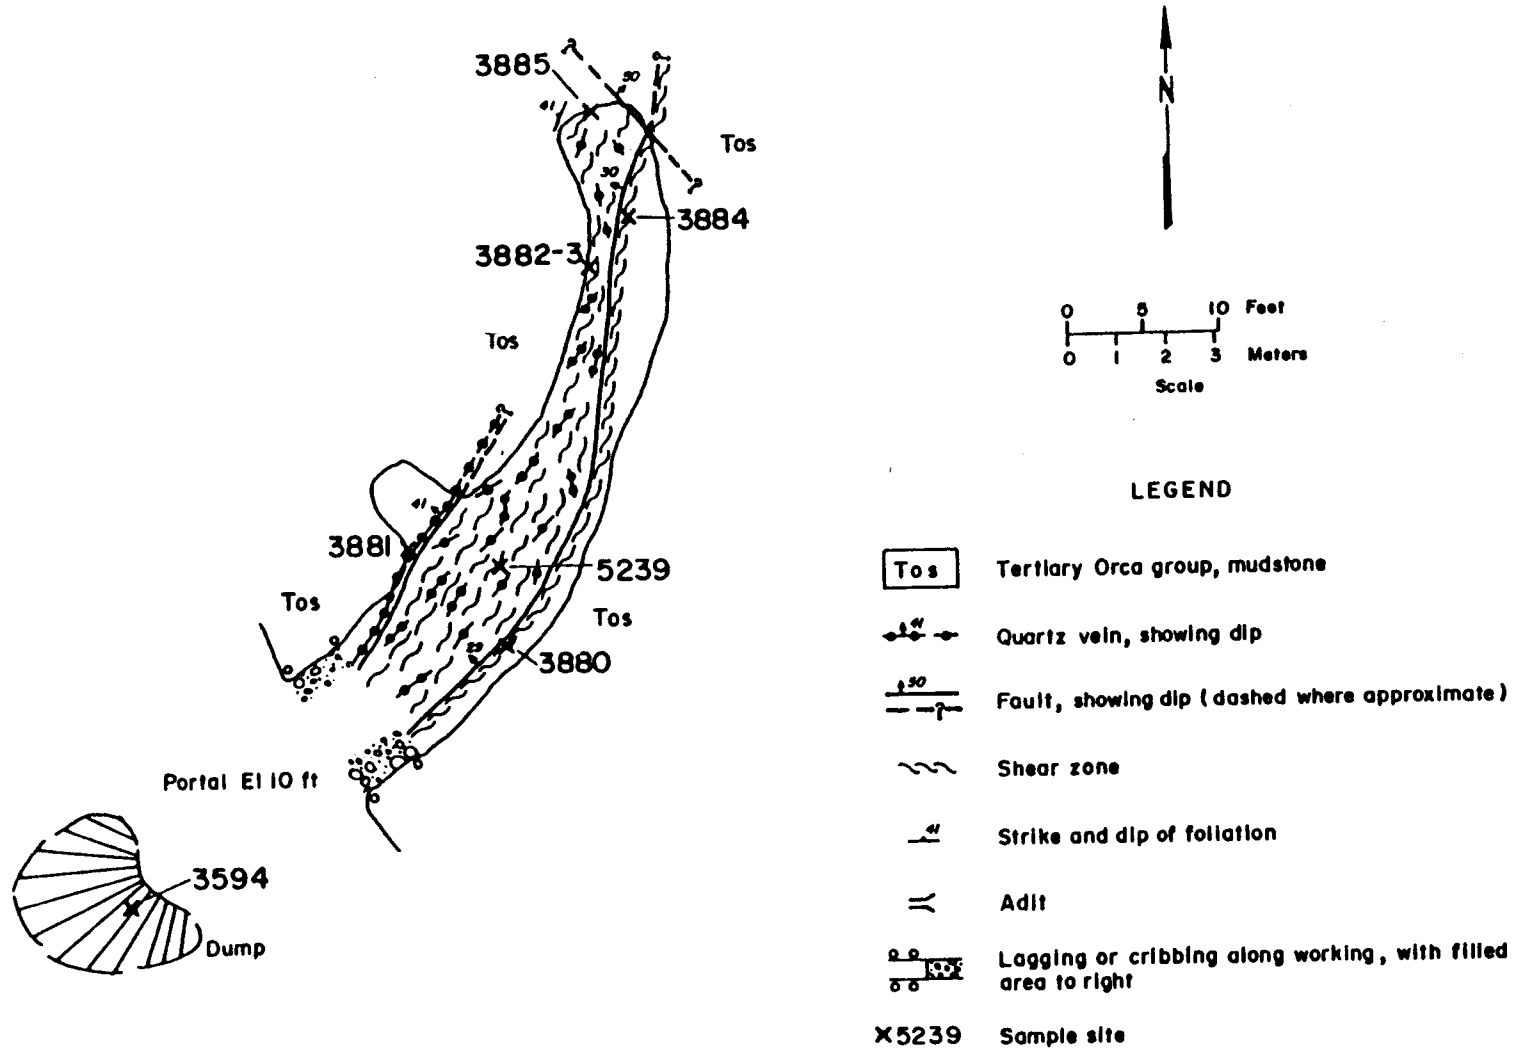 3885
50
41
Tos
30
3884
3882-3
Tos
41
3881
5239
Tos
Tos
29
3880
Portal El 10 ft
3594
Dump
N
0 5 10 Feet
0 1 2 3 Meters
Scale
LEGEND
Tos Tertiary Orca group, mudstone
41 Quartz vein, showing dip
50 Fault, showing dip (dashed where approximate)
?
Shear zone
41 Strike and dip of foliation
Adit
Lagging or cribbing along working, with filled
area to right
X5239 Sample site